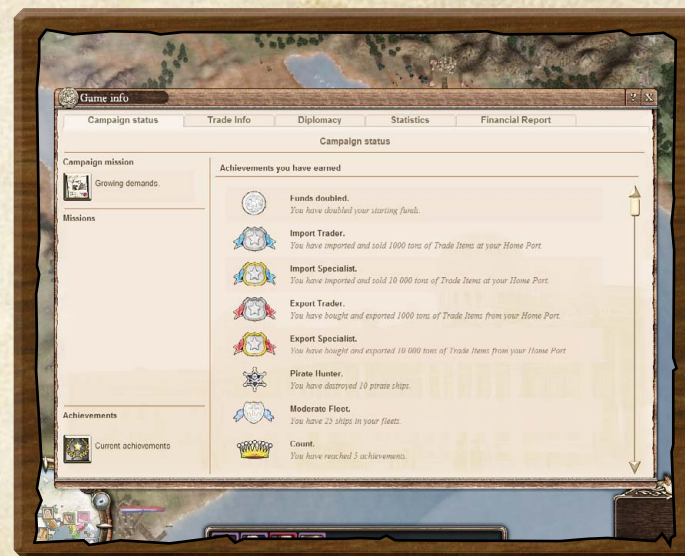 Game info
? X
Campaign status Trade Info Diplomacy Statistics Financial Report
Campaign status
Campaign mission
Growing demands.
Missions
Achievements
Current achievements
Achievements you have earned
Funds doubled.
You have doubled your starting funds.
Import Trader.
You have imported and sold 1000 tons of Trade Items at your Home Port.
Import Specialist.
You have imported and sold 10 000 tons of Trade Items at your Home Port.
Export Trader.
You have bought and exported 1000 tons of Trade Items from your Home Port.
Export Specialist.
You have bought and exported 10 000 tons of Trade Items from your Home Port
Pirate Hunter.
You have destroyed 10 pirate ships.
Moderate Fleet.
You have 25 ships in your fleets.
Count.
You have reached 5 achievements.